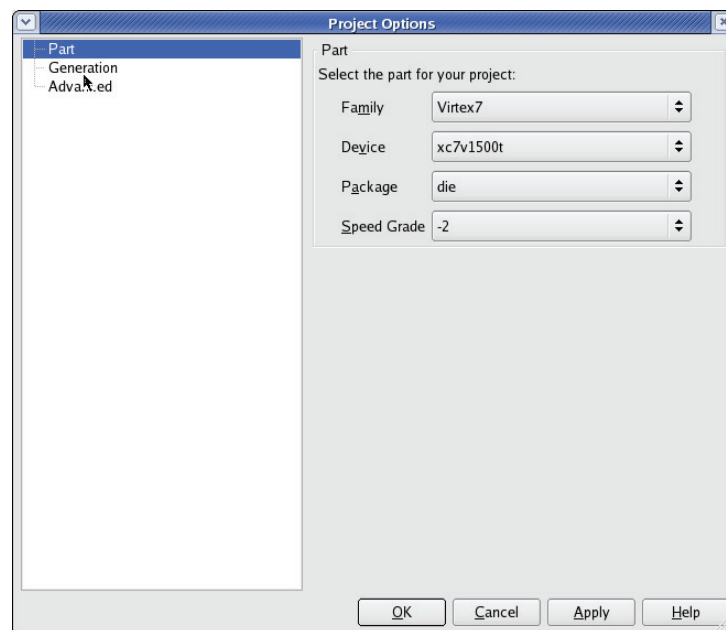 Project Options
Part
Generation
Part
Select the part for your project:
Family Virtex7
Device xc7v1500t
Package die
Speed Grade -2
OK Cancel Apply Help